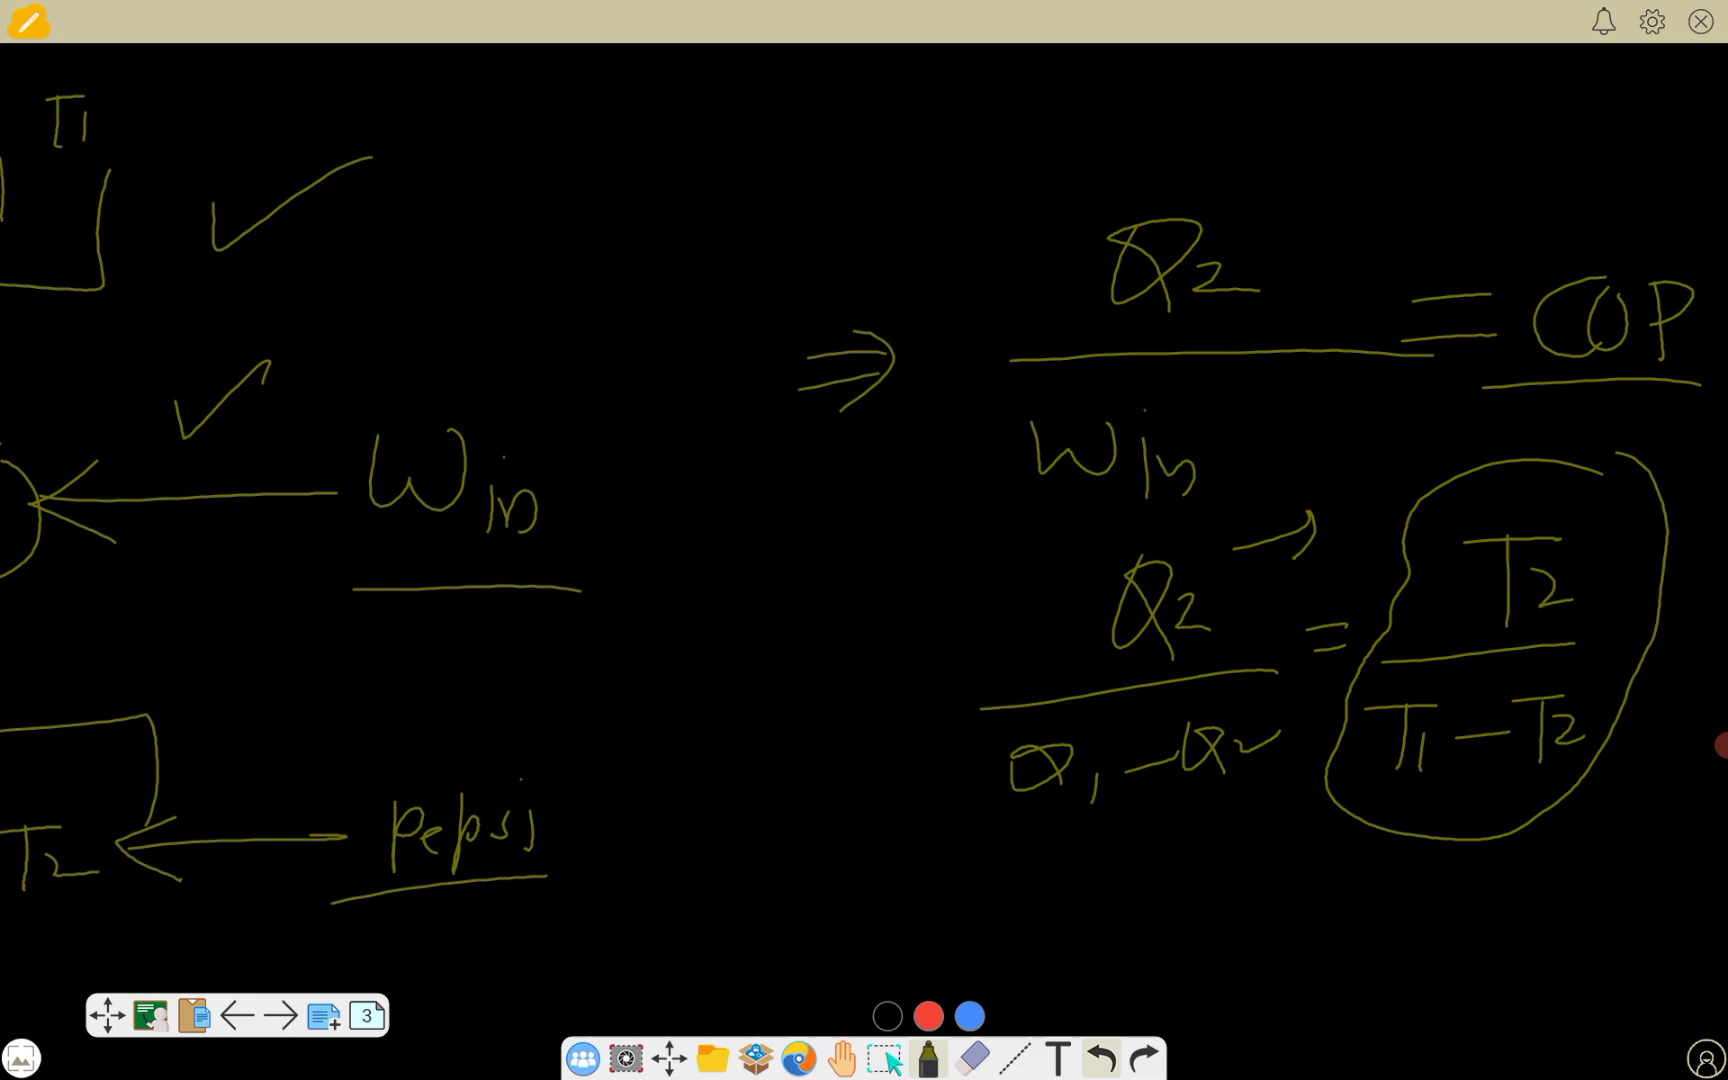 T1
Q2
Win
= COP
Win
Q2
Q1-Q2
=
T2
T1-T2
T2
Pepsi
3
T